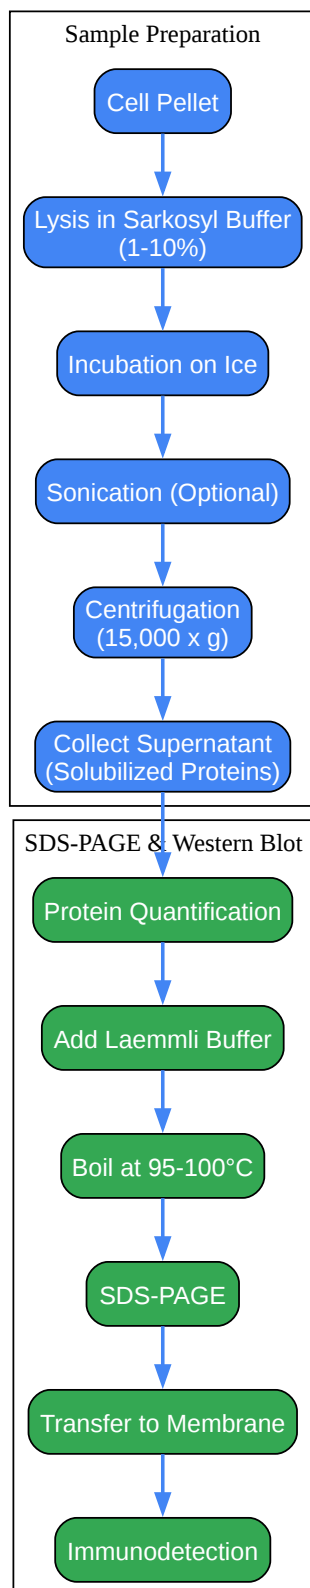 Sample Preparation
Cell Pellet
Lysis in Sarkosyl Buffer
(1-10%)
Incubation on Ice
Sonication (Optional)
Centrifugation
(15,000 x g)
Collect Supernatant
(Solubilized Proteins)
SDS-PAGE & Western Blot
Protein Quantification
Add Laemmli Buffer
Boil at 95-100°C
SDS-PAGE
Transfer to Membrane
Immunodetection